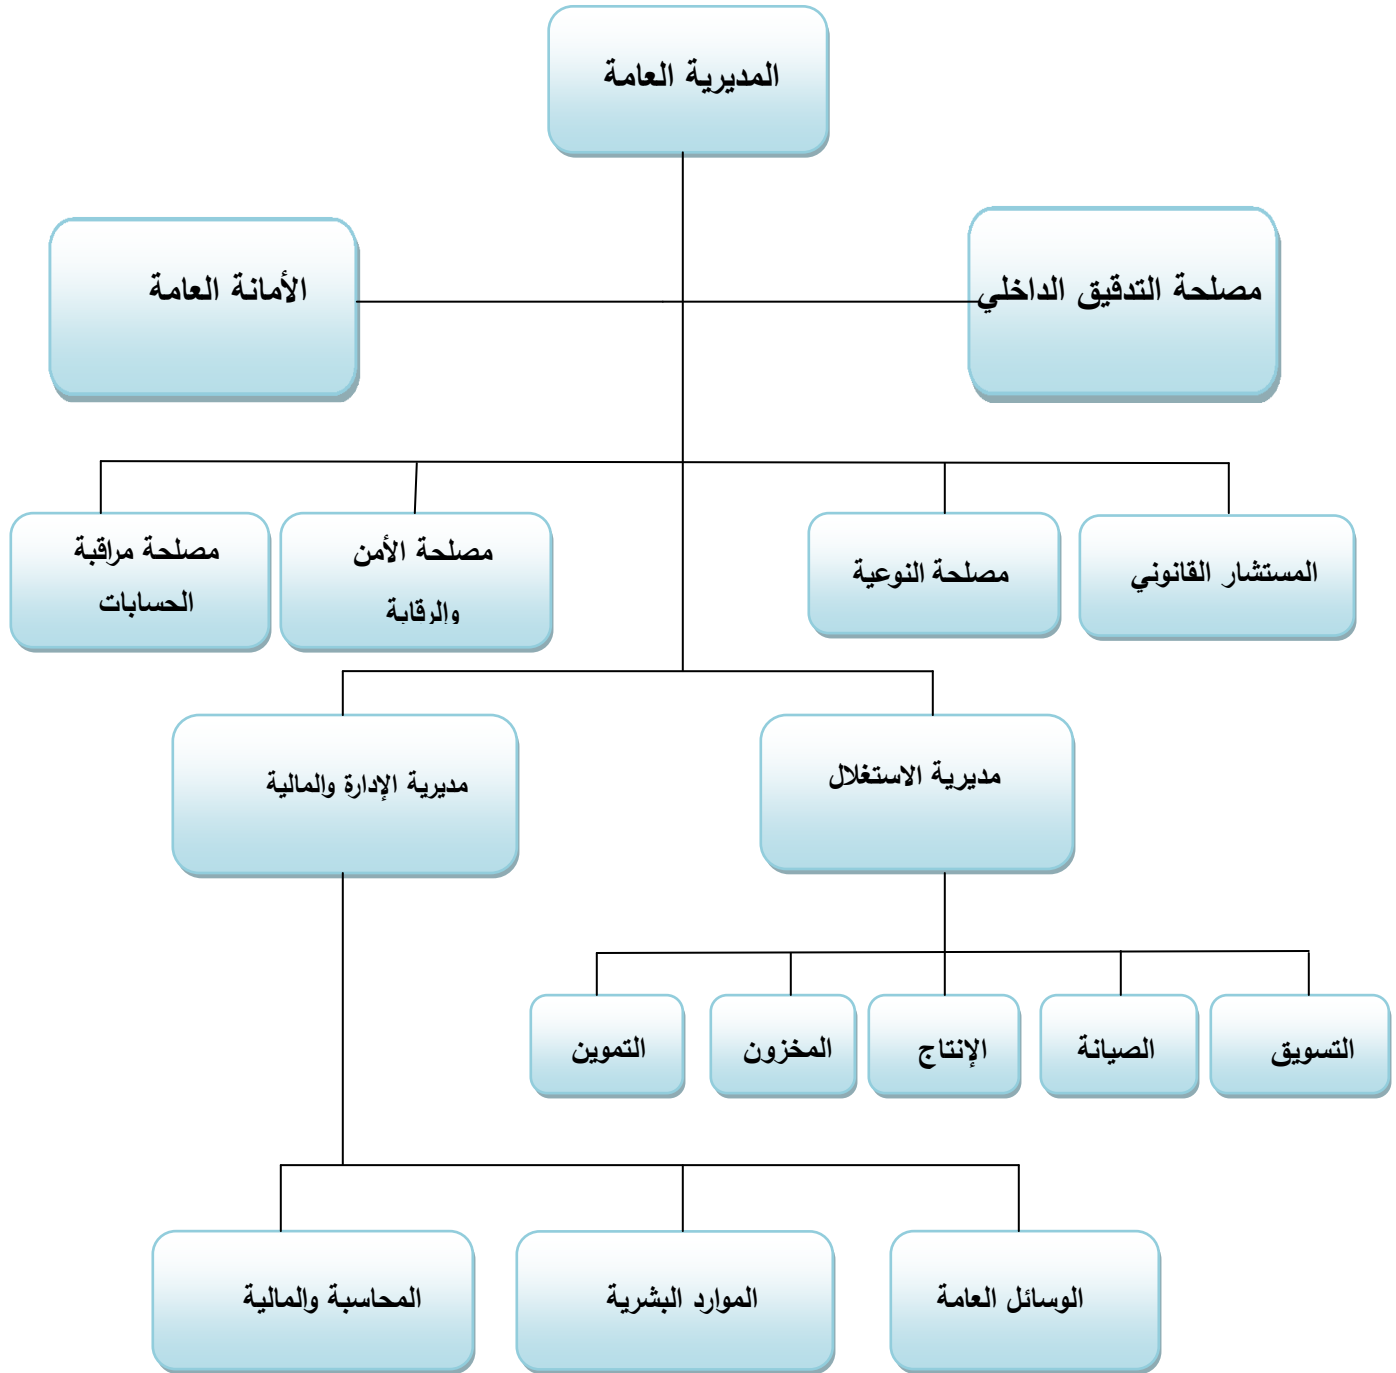 المديرية العامة
مصلحة التدقيق الداخلي
الأمانة العامة
المستشار القانوني
مصلحة النوعية
مصلحة الأمن
والرقابة
مصلحة مراقبة
الحسابات
مديرية الاستغلال
مديرية الإدارة والمالية
التسويق
الصيانة
الإنتاج
المخزون
التموين
الوسائل العامة
الموارد البشرية
المحاسبة والمالية